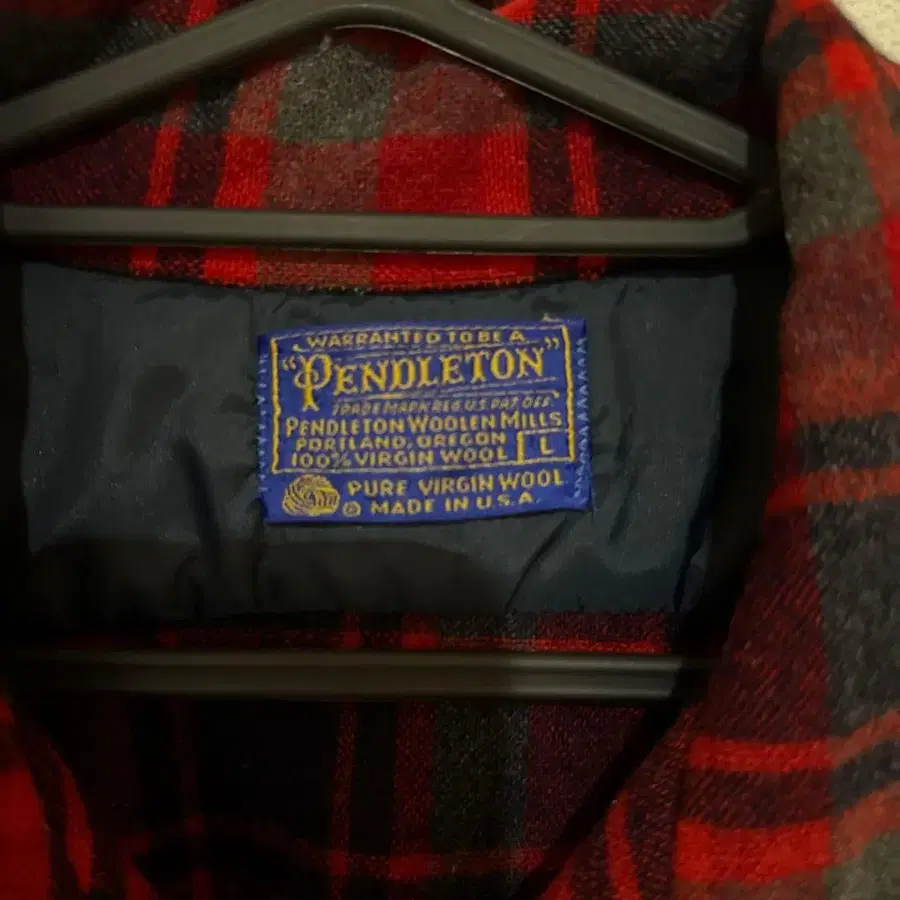 WARRANTED TO BE A
"PENDLETON"
TRADE MARK REG. U.S. PAT. OFF.
PENDLETON WOOLEN MILLS
PORTLAND, OREGON
100% VIRGIN WOOL
L
PURE VIRGIN WOOL
© MADE IN U.S.A.